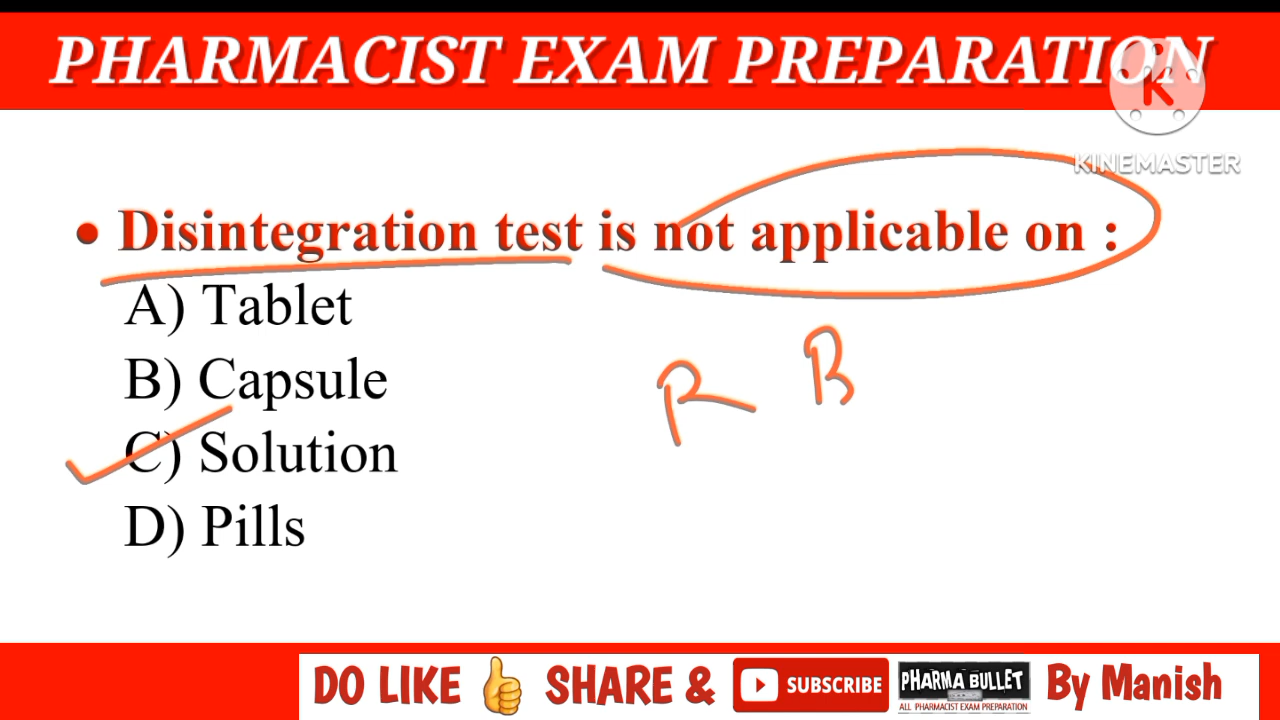 PHARMACIST EXAM PREPARATION
K
KINEMASTER
• Disintegration test is not applicable on :
A) Tablet
B) Capsule
C) Solution
D) Pills
R B
DO LIKE SHARE & SUBSCRIBE PHARMA BULLET By Manish
ALL PHARMACIST EXAM PREPARATION